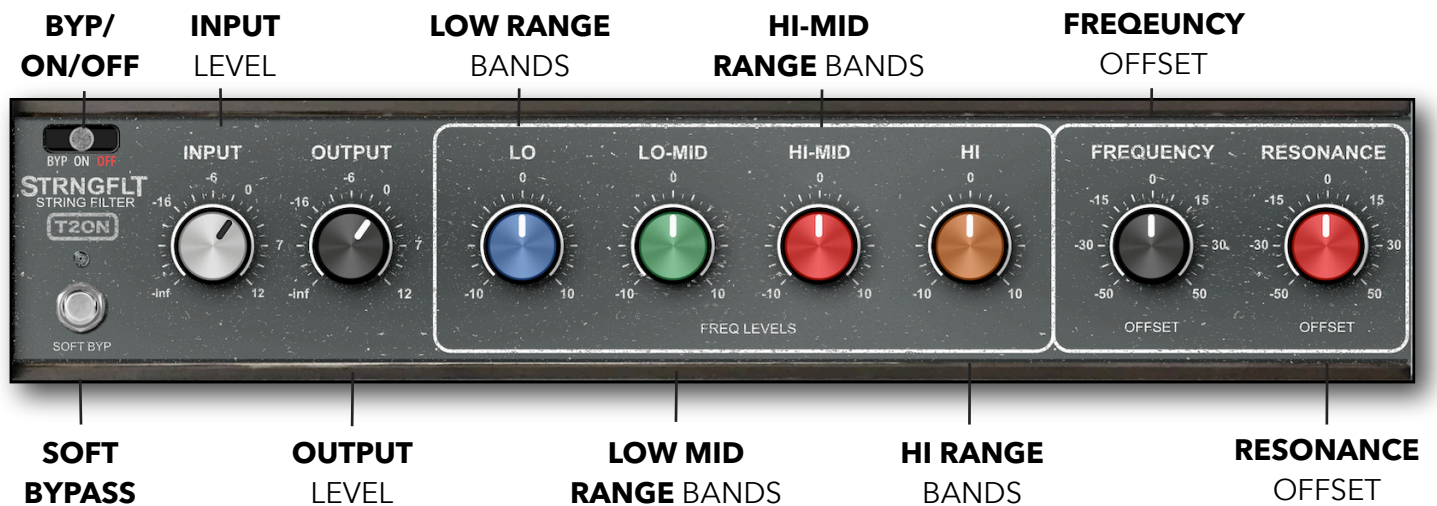 BYP/
ON/OFF
INPUT
LEVEL
LOW RANGE
BANDS
HI-MID
RANGE BANDS
FREQEUNCY
OFFSET
BYP ON OFF
STRNGFLT
STRING FILTER
T2ON
SOFT BYP
INPUT
-6
-16 0
7
-inf 12
OUTPUT
-6
-16 0
7
-inf 12
LO
0
-10 10
LO-MID
0
-10 10
HI-MID
0
-10 10
HI
0
-10 10
FREQ LEVELS
FREQUENCY
0
-15 15
-30 30
-50 50
OFFSET
RESONANCE
0
-15 15
-30 30
-50 50
OFFSET
SOFT
BYPASS
OUTPUT
LEVEL
LOW MID
RANGE BANDS
HI RANGE
BANDS
RESONANCE
OFFSET